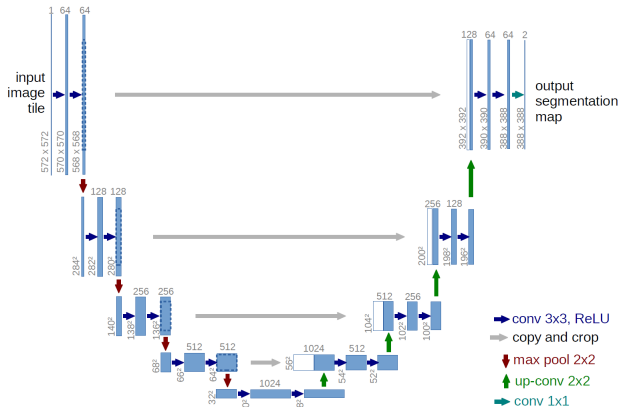 1 64 64
128 64 64 2
input
image
tile
output
segmentation
map
572 x 572
570 x 570
568 x 568
392 x 392
390 x 390
388 x 388
388 x 388
128 128
256 128
284²
282²
280²
200²
198²
196²
256 256
512 256
140²
138²
136²
104²
102²
100²
512 512
1024 512
68²
66²
64²
56²
54²
52²
1024
32²
conv 3x3, ReLU
copy and crop
max pool 2x2
up-conv 2x2
conv 1x1